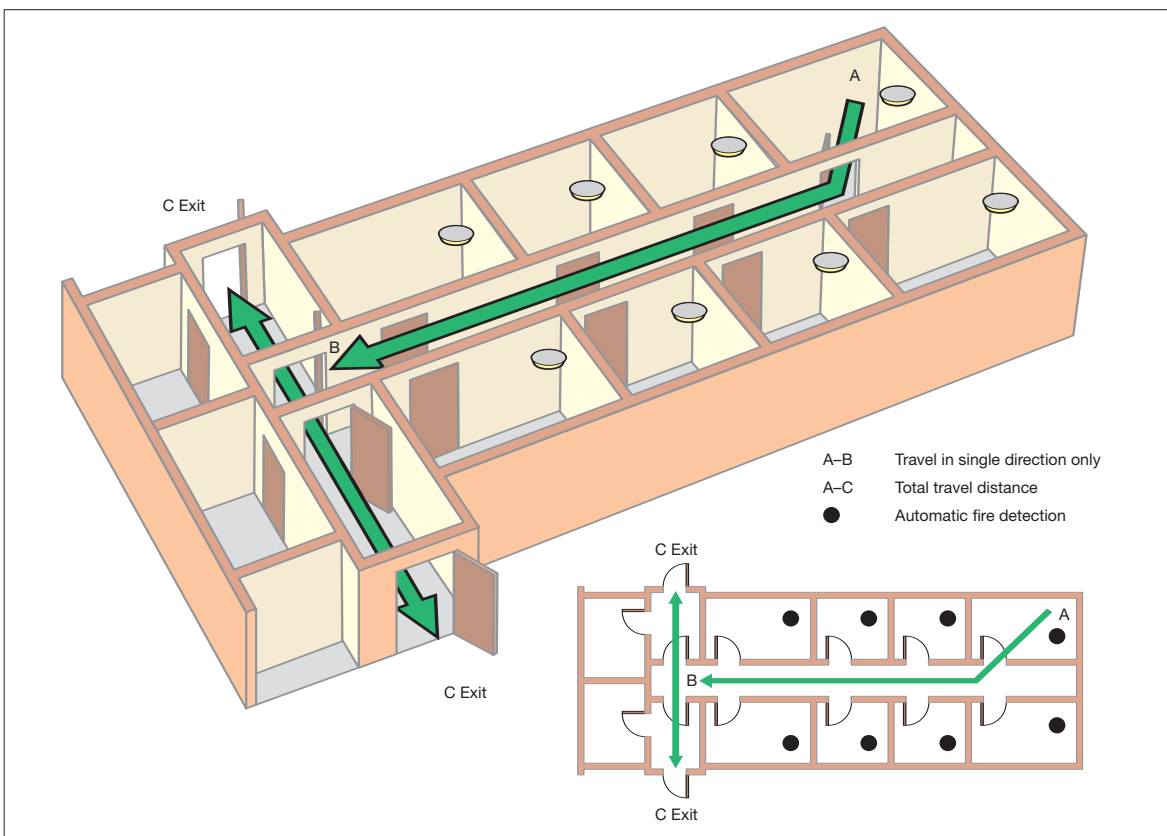 A
C Exit
B
A–B Travel in single direction only
A–C Total travel distance
Automatic fire detection
C Exit
C Exit
A
B
C Exit